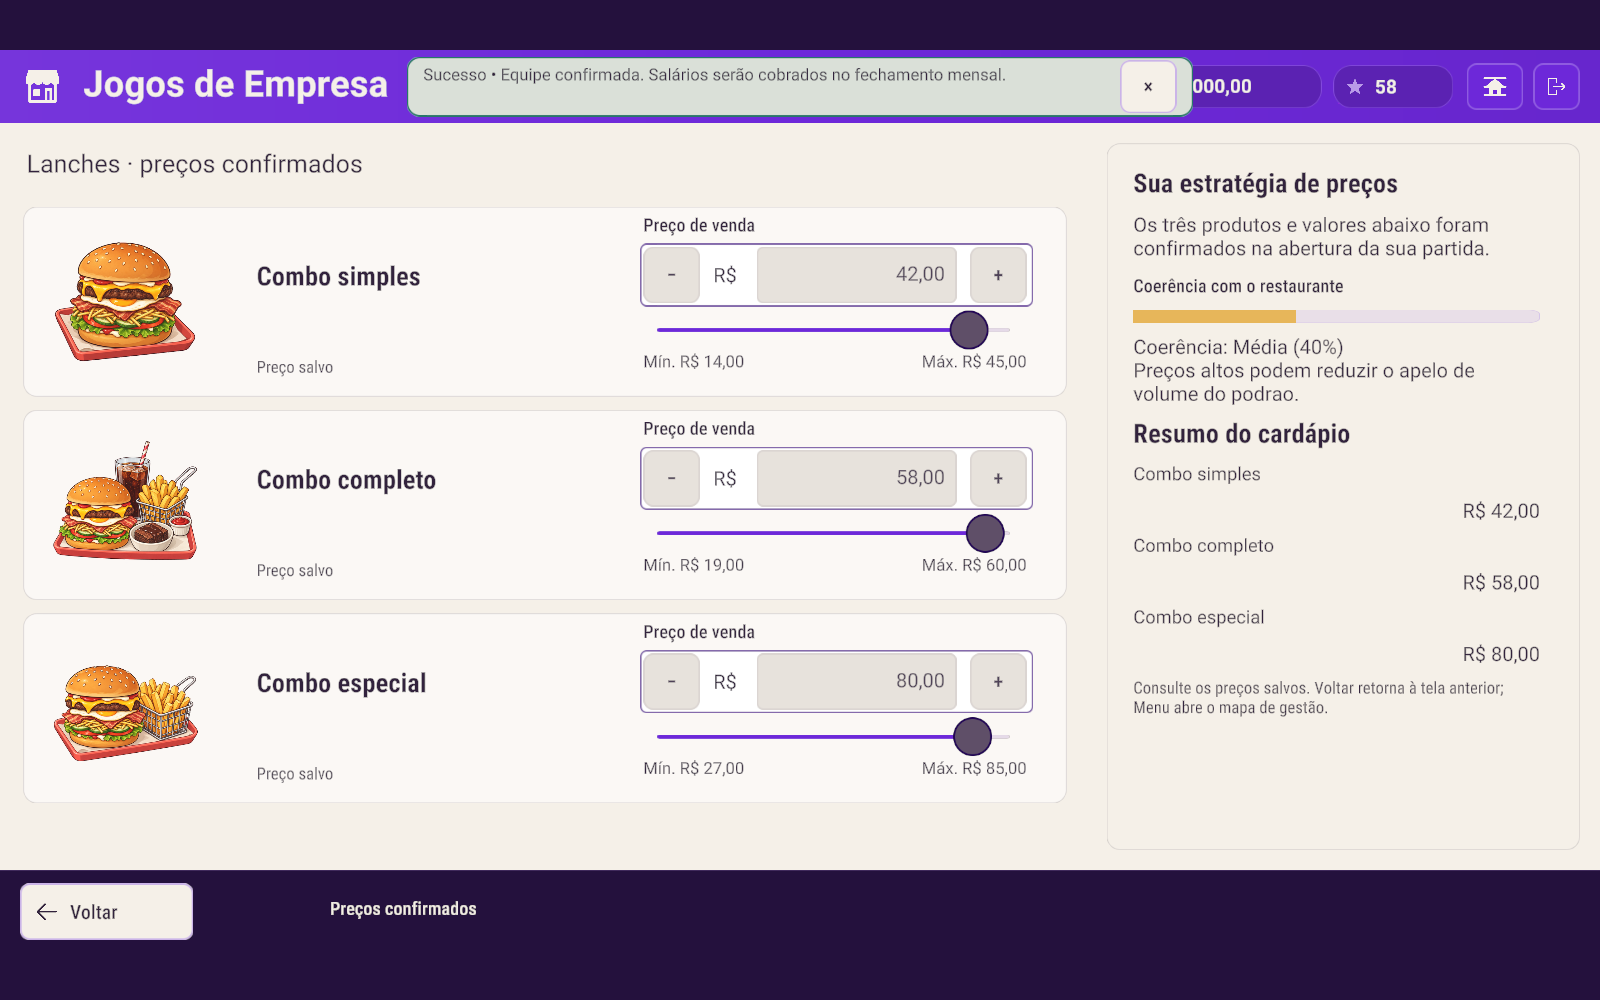 Jogos de Empresa
Sucesso • Equipe confirmada. Salários serão cobrados no fechamento mensal.
×
000,00
58
Lanches · preços confirmados
Combo simples
Preço salvo
Preço de venda
-
R$
42,00
+
Mín. R$ 14,00
Máx. R$ 45,00
Combo completo
Preço salvo
Preço de venda
-
R$
58,00
+
Mín. R$ 19,00
Máx. R$ 60,00
Combo especial
Preço salvo
Preço de venda
-
R$
80,00
+
Mín. R$ 27,00
Máx. R$ 85,00
Sua estratégia de preços
Os três produtos e valores abaixo foram
confirmados na abertura da sua partida.
Coerência com o restaurante
Coerência: Média (40%)
Preços altos podem reduzir o apelo de
volume do podrao.
Resumo do cardápio
Combo simples
R$ 42,00
Combo completo
R$ 58,00
Combo especial
R$ 80,00
Consulte os preços salvos. Voltar retorna à tela anterior;
Menu abre o mapa de gestão.
Voltar
Preços confirmados